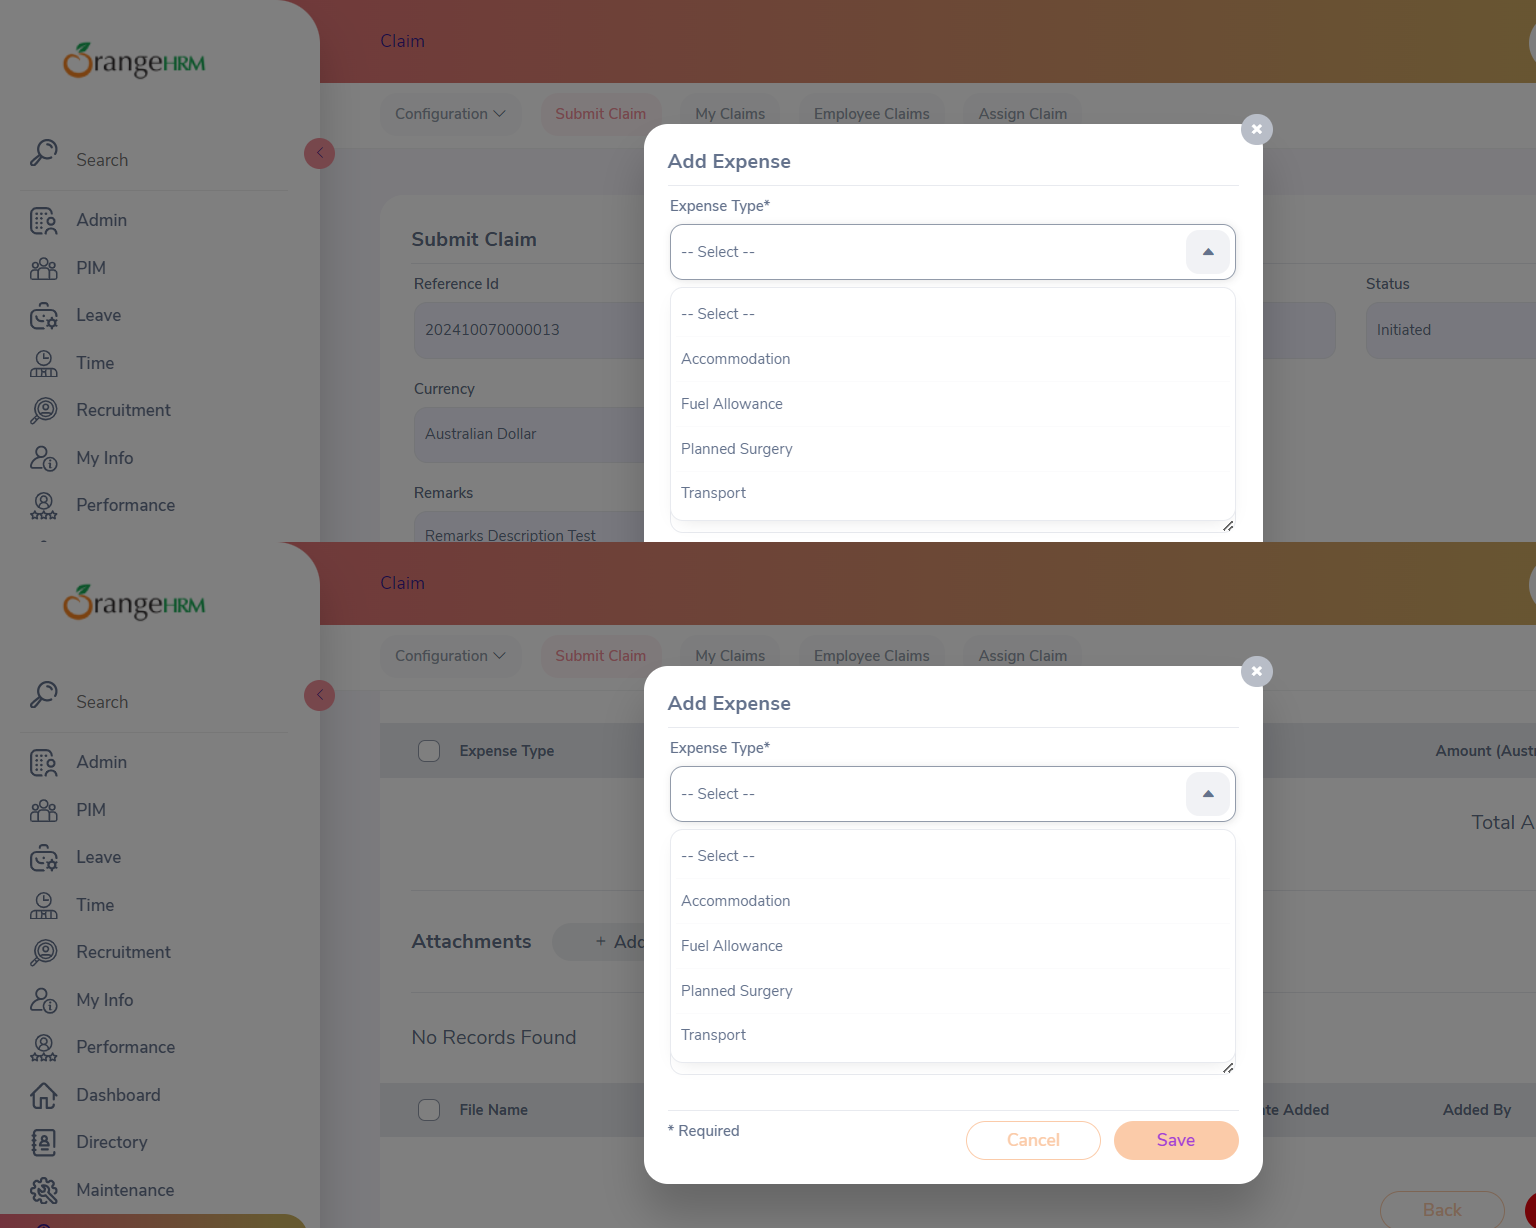 OrangeHRM
Claim
Configuration
Submit Claim
My Claims
Employee Claims
Assign Claim
Search
Admin
PIM
Leave
Time
Recruitment
My Info
Performance
Submit Claim
Reference Id
202410070000013
Status
Initiated
Currency
Australian Dollar
Remarks
Remarks Description Test
Add Expense
Expense Type*
-- Select --
-- Select --
Accommodation
Fuel Allowance
Planned Surgery
Transport
OrangeHRM
Claim
Configuration
Submit Claim
My Claims
Employee Claims
Assign Claim
Search
Admin
PIM
Leave
Time
Recruitment
My Info
Performance
Dashboard
Directory
Maintenance
Expense Type
Amount (Austr
Total A
Attachments
+ Add
No Records Found
File Name
te Added
Added By
Back
Add Expense
Expense Type*
-- Select --
-- Select --
Accommodation
Fuel Allowance
Planned Surgery
Transport
* Required
Cancel
Save